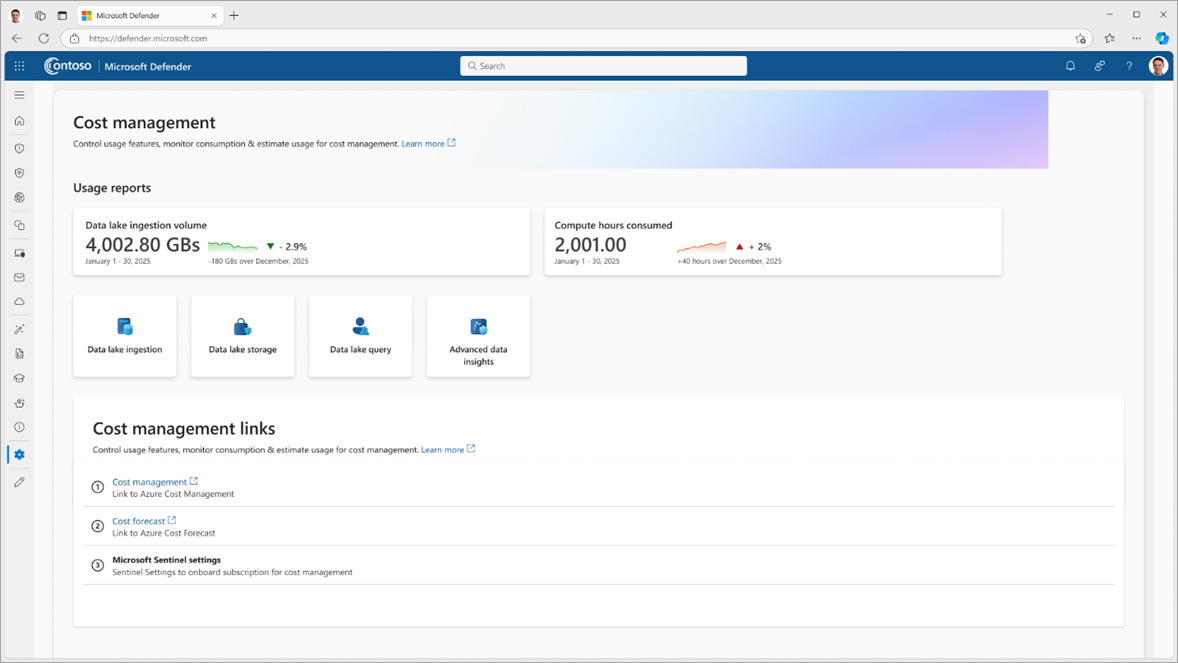 Microsoft Defender
https://defender.microsoft.com
Contoso Microsoft Defender
Search
Cost management
Control usage features, monitor consumption & estimate usage for cost management. Learn more
Usage reports
Data lake ingestion volume
4,002.80 GBs
- 2.9%
January 1 - 30, 2025
-180 GBs over December, 2025
Compute hours consumed
2,001.00
+ 2%
January 1 - 30, 2025
+40 hours over December, 2025
Data lake ingestion
Data lake storage
Data lake query
Advanced data
insights
Cost management links
Control usage features, monitor consumption & estimate usage for cost management. Learn more
1
Cost management
Link to Azure Cost Management
2
Cost forecast
Link to Azure Cost Forecast
3
Microsoft Sentinel settings
Sentinel Settings to onboard subscription for cost management